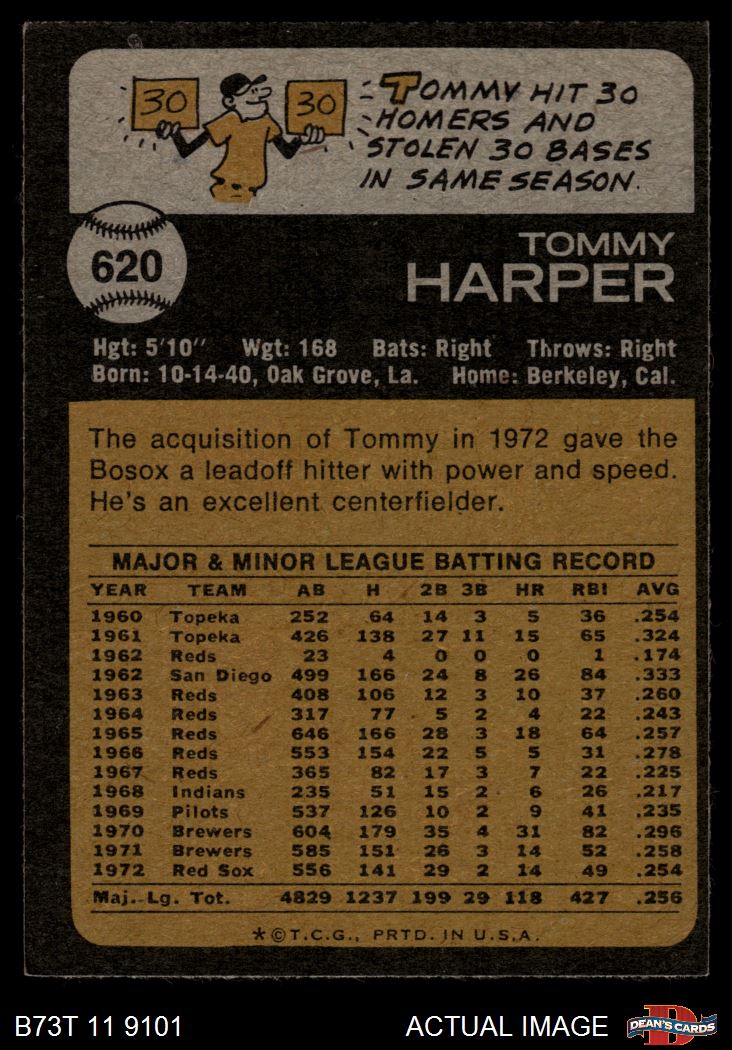 30 30
TOMMY HIT 30
HOMERS AND
STOLEN 30 BASES
IN SAME SEASON.
620
TOMMY
HARPER
Hgt: 5'10" Wgt: 168 Bats: Right Throws: Right
Born: 10-14-40, Oak Grove, La. Home: Berkeley, Cal.
The acquisition of Tommy in 1972 gave the
Bosox a leadoff hitter with power and speed.
He's an excellent centerfielder.
MAJOR & MINOR LEAGUE BATTING RECORD
YEAR TEAM AB H 2B 3B HR RBI AVG
1960 Topeka 252 64 14 3 5 36 .254
1961 Topeka 426 138 27 11 15 65 .324
1962 Reds 23 4 0 0 0 1 .174
1962 San Diego 499 166 24 8 26 84 .333
1963 Reds 408 106 12 3 10 37 .260
1964 Reds 317 77 5 2 4 22 .243
1965 Reds 646 166 28 3 18 64 .257
1966 Reds 553 154 22 5 5 31 .278
1967 Reds 365 82 17 3 7 22 .225
1968 Indians 235 51 15 2 6 26 .217
1969 Pilots 537 126 10 2 9 41 .235
1970 Brewers 604 179 35 4 31 82 .296
1971 Brewers 585 151 26 3 14 52 .258
1972 Red Sox 556 141 29 2 14 49 .254
Maj. Lg. Tot. 4829 1237 199 29 118 427 .256
*©T.C.G., PRTD. IN U.S.A.
B73T 11 9101 ACTUAL IMAGE D DEAN'S CARDS